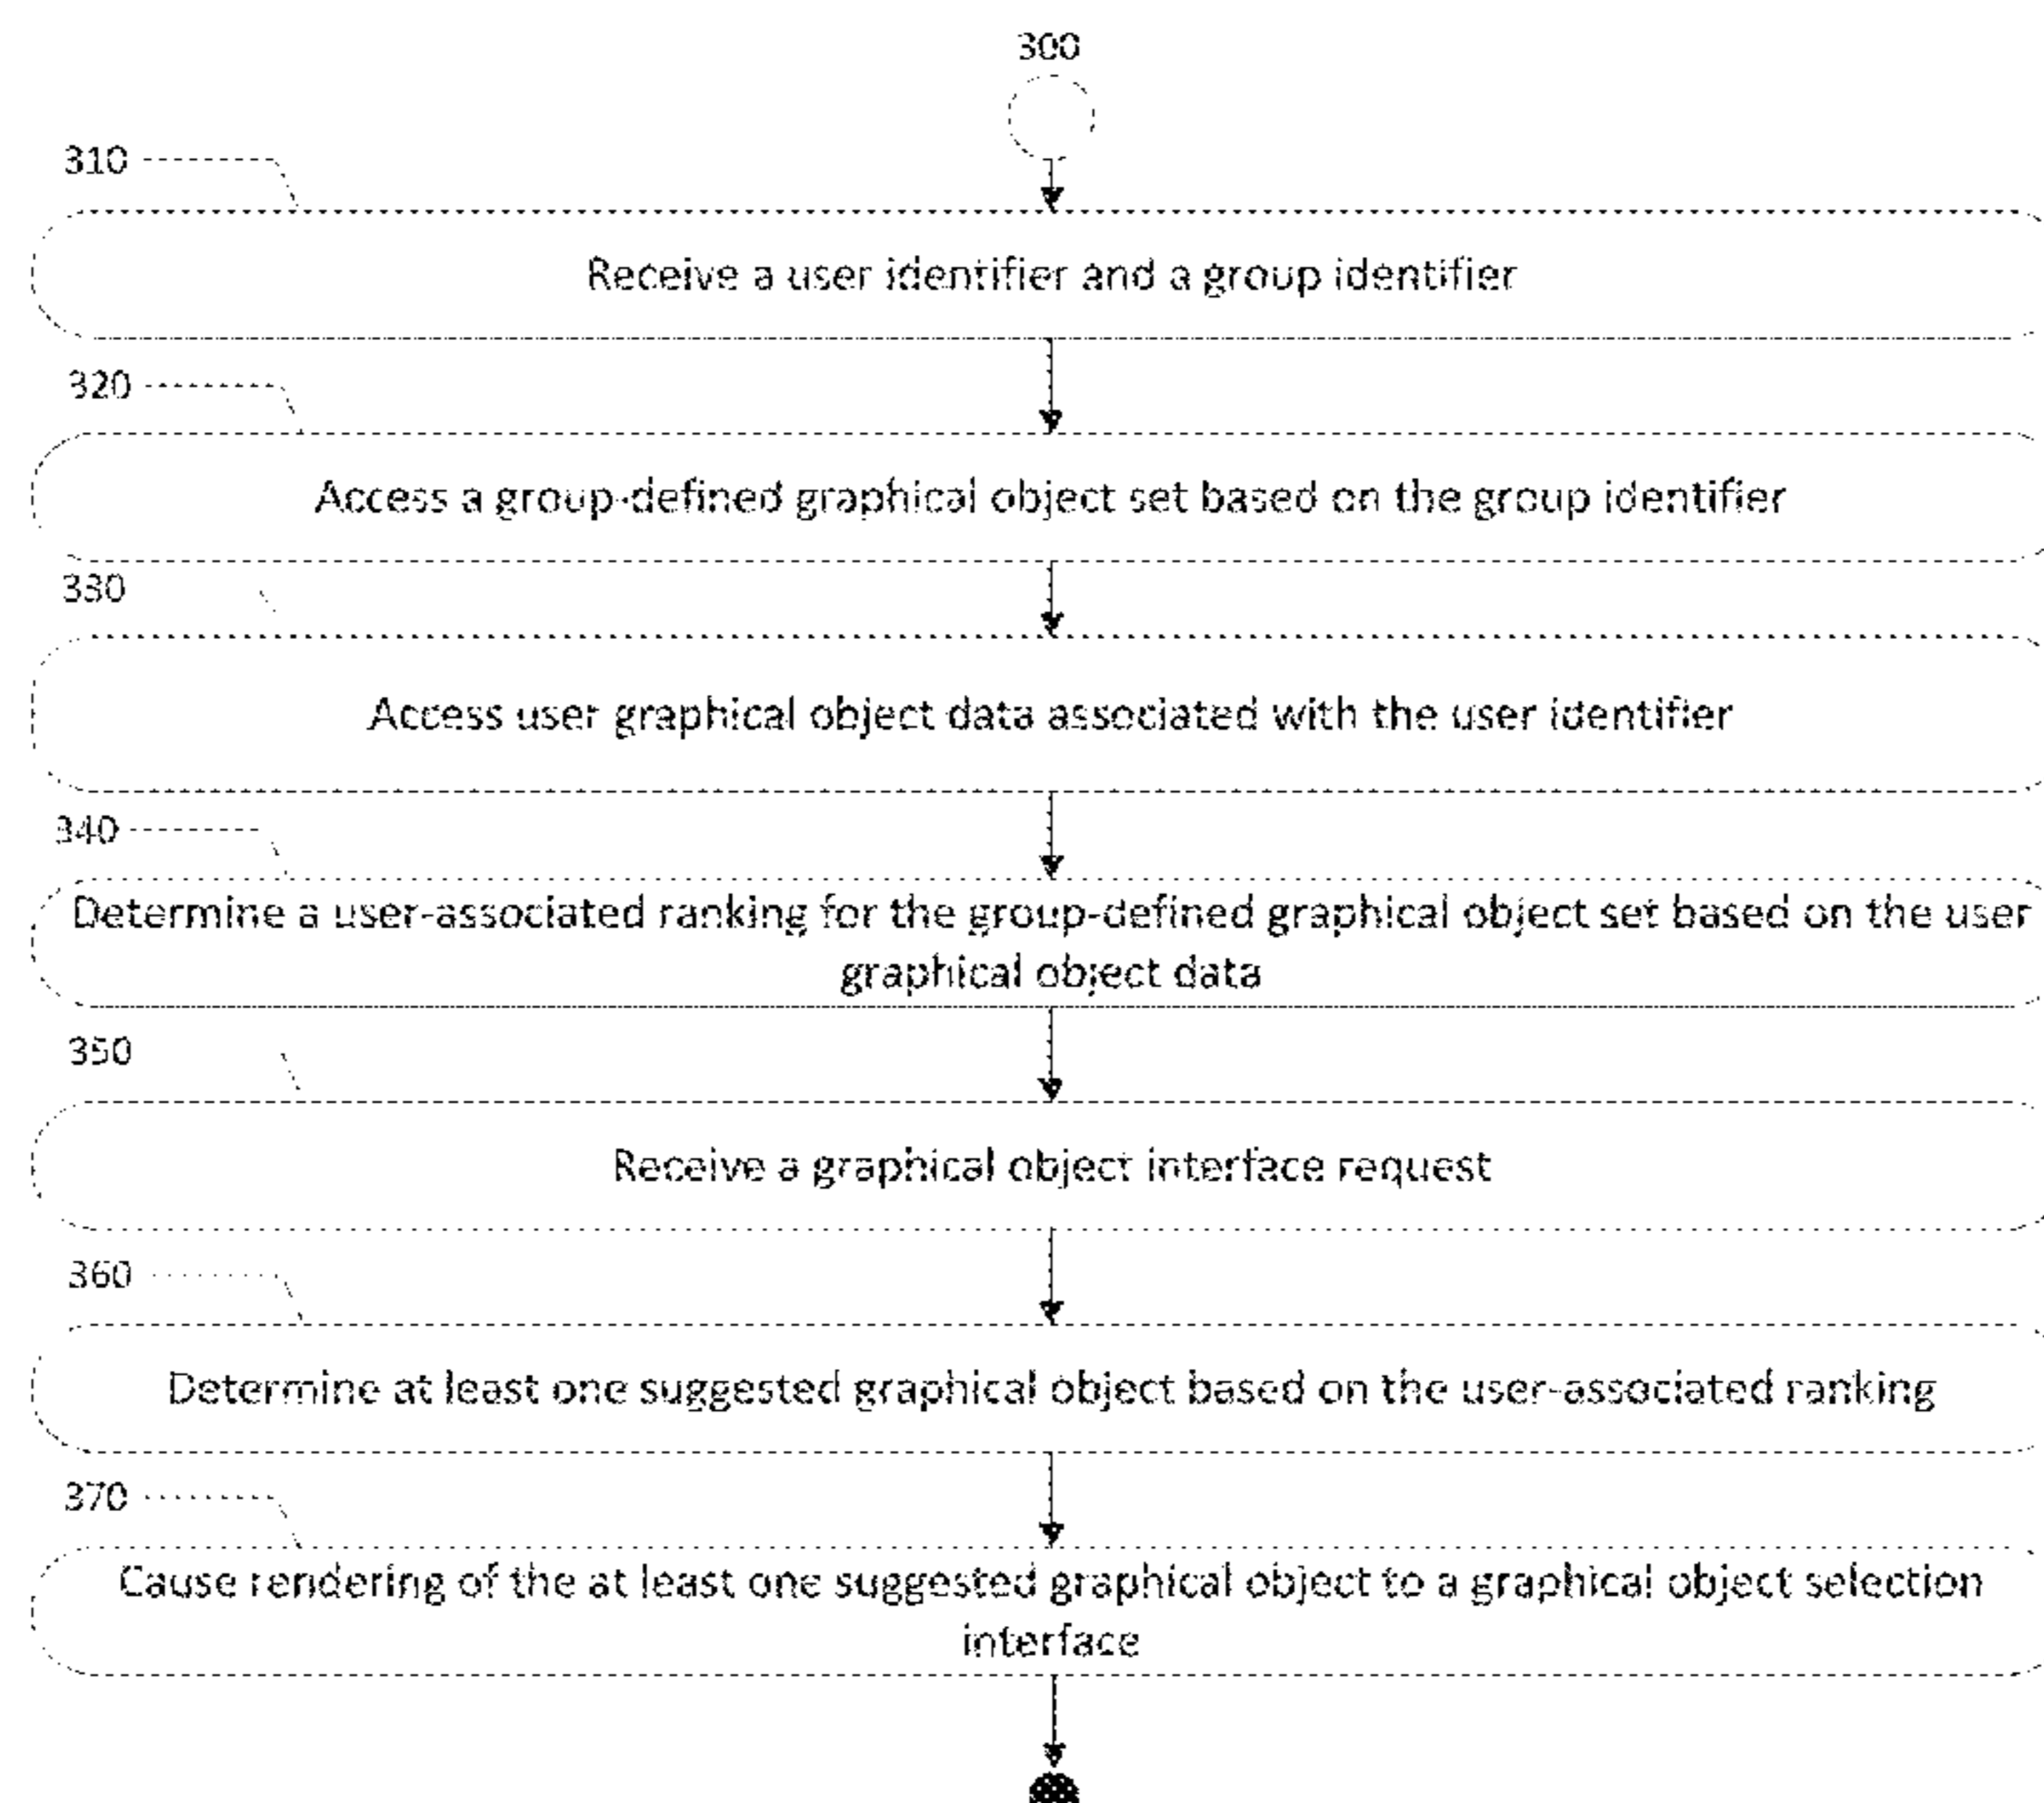 300
310
Receive a user identifier and a group identifier
320
Access a group-defined graphical object set based on the group identifier
330
Access user graphical object data associated with the user identifier
340
Determine a user-associated ranking for the group-defined graphical object set based on the user
graphical object data
350
Receive a graphical object interface request
360
Determine at least one suggested graphical object based on the user-associated ranking
370
Cause rendering of the at least one suggested graphical object to a graphical object selection
interface